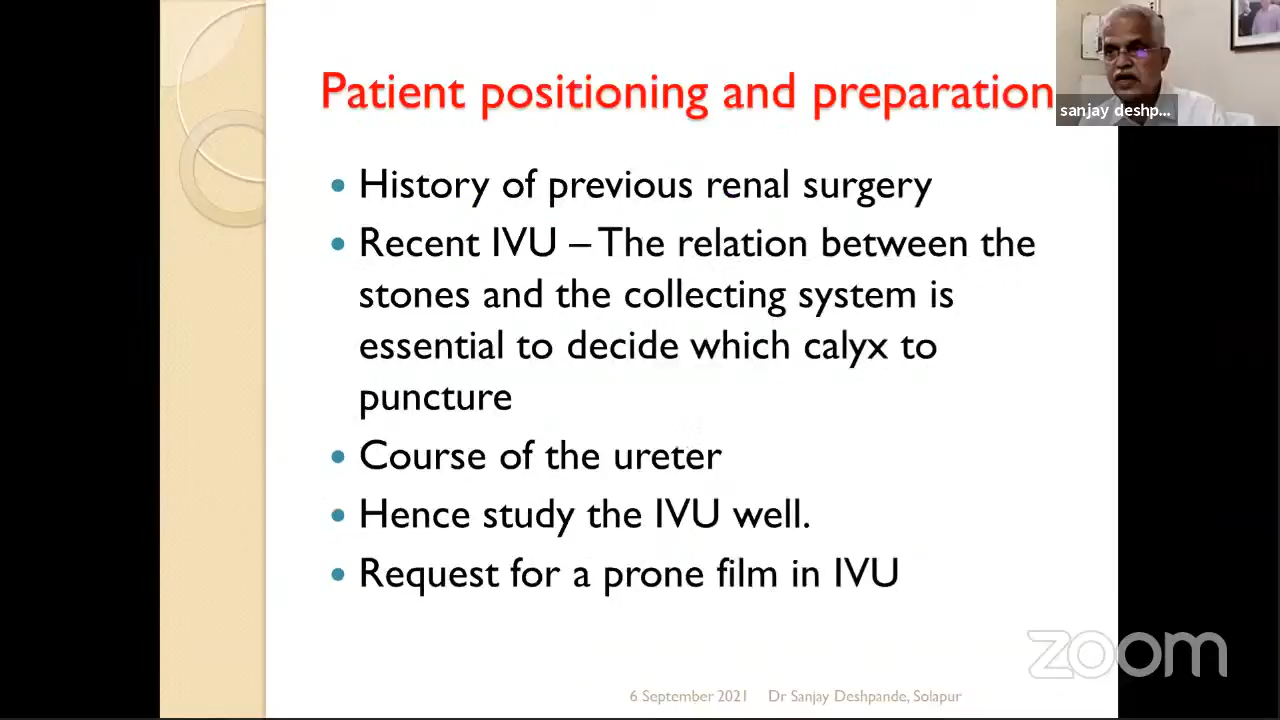 Patient positioning and preparation
sanjay deshp...
• History of previous renal surgery
• Recent IVU – The relation between the
stones and the collecting system is
essential to decide which calyx to
puncture
• Course of the ureter
• Hence study the IVU well.
• Request for a prone film in IVU
zoom
6 September 2021 Dr Sanjay Deshpande, Solapur